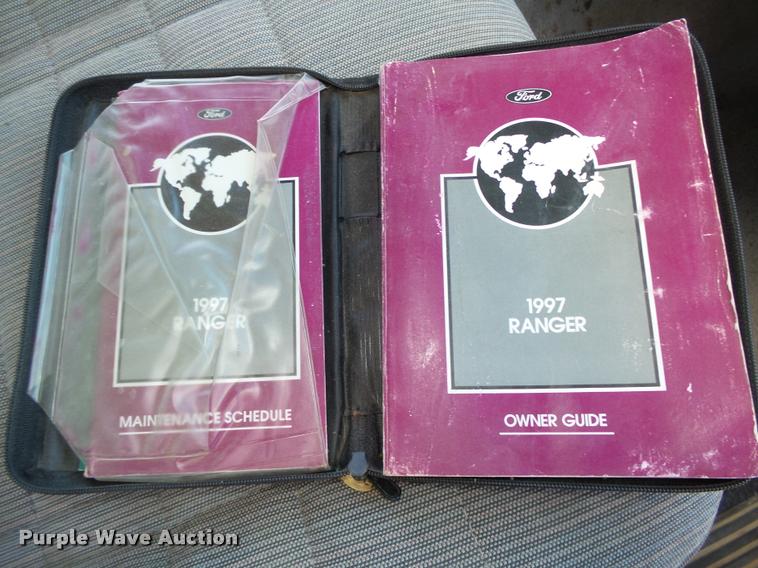 Ford
1997
RANGER
MAINTENANCE SCHEDULE
Ford
1997
RANGER
OWNER GUIDE
Purple Wave Auction